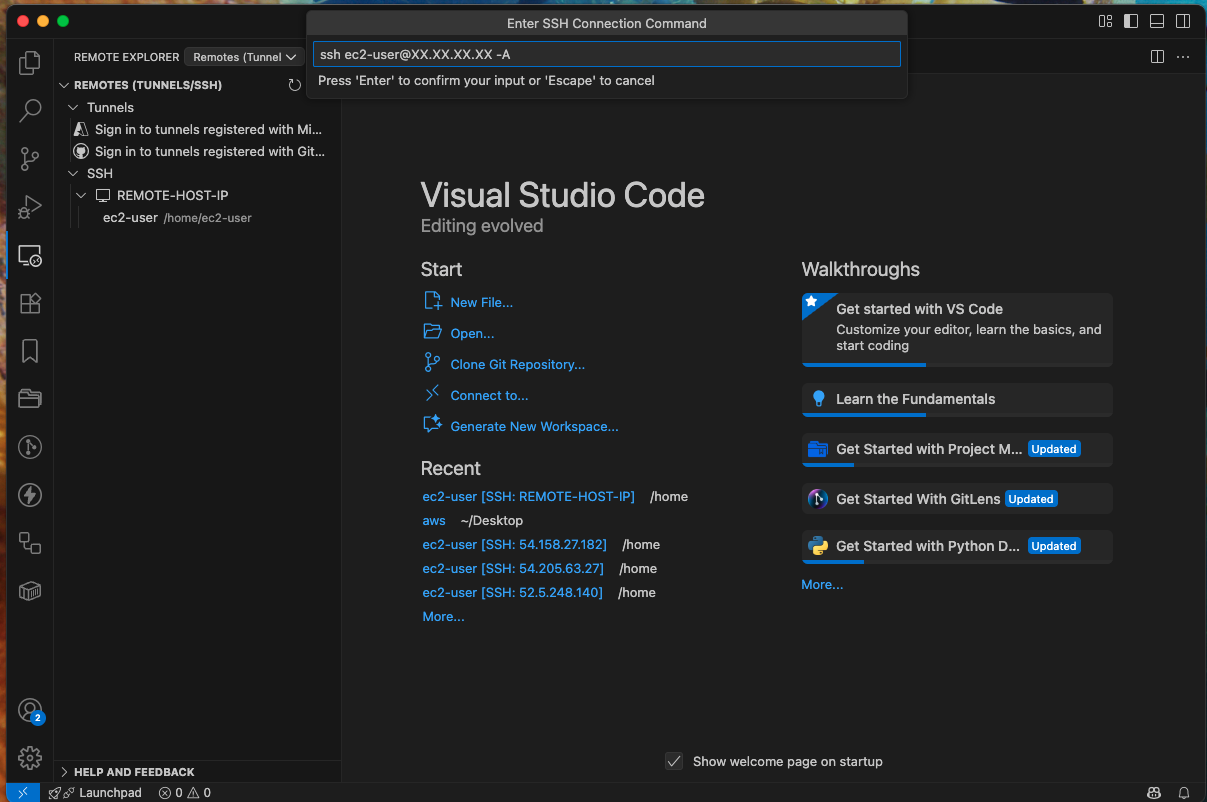 Enter SSH Connection Command
ssh ec2-user@XX.XX.XX.XX -A
Press 'Enter' to confirm your input or 'Escape' to cancel
REMOTE EXPLORER
Remotes (Tunnel
REMOTES (TUNNELS/SSH)
Tunnels
Sign in to tunnels registered with Mi...
Sign in to tunnels registered with Git...
SSH
REMOTE-HOST-IP
ec2-user /home/ec2-user
HELP AND FEEDBACK
Visual Studio Code
Editing evolved
Start
New File...
Open...
Clone Git Repository...
Connect to...
Generate New Workspace...
Recent
ec2-user [SSH: REMOTE-HOST-IP] /home
aws ~/Desktop
ec2-user [SSH: 54.158.27.182] /home
ec2-user [SSH: 54.205.63.27] /home
ec2-user [SSH: 52.5.248.140] /home
More...
Walkthroughs
Get started with VS Code
Customize your editor, learn the basics, and
start coding
Learn the Fundamentals
Get Started with Project M... Updated
Get Started With GitLens Updated
Get Started with Python D... Updated
More...
Show welcome page on startup
2
Launchpad 0 0